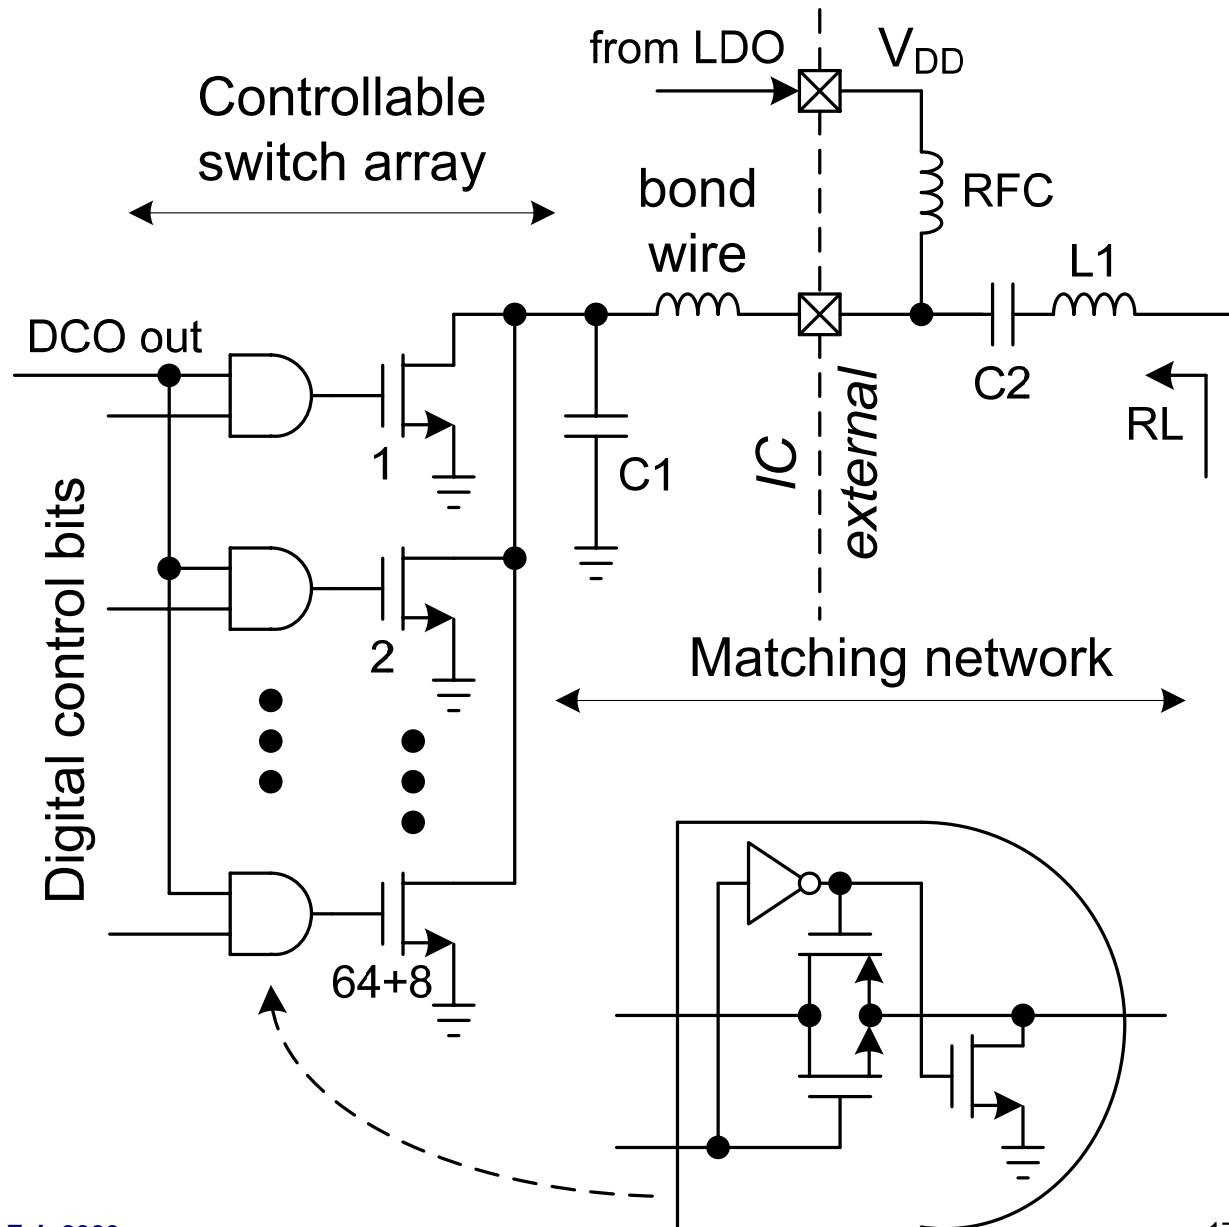 from LDO
V_DD
Controllable
switch array
bond
wire
RFC
L1
DCO out
C2
RL
1
C1
IC
external
Digital control bits
2
Matching network
64+8